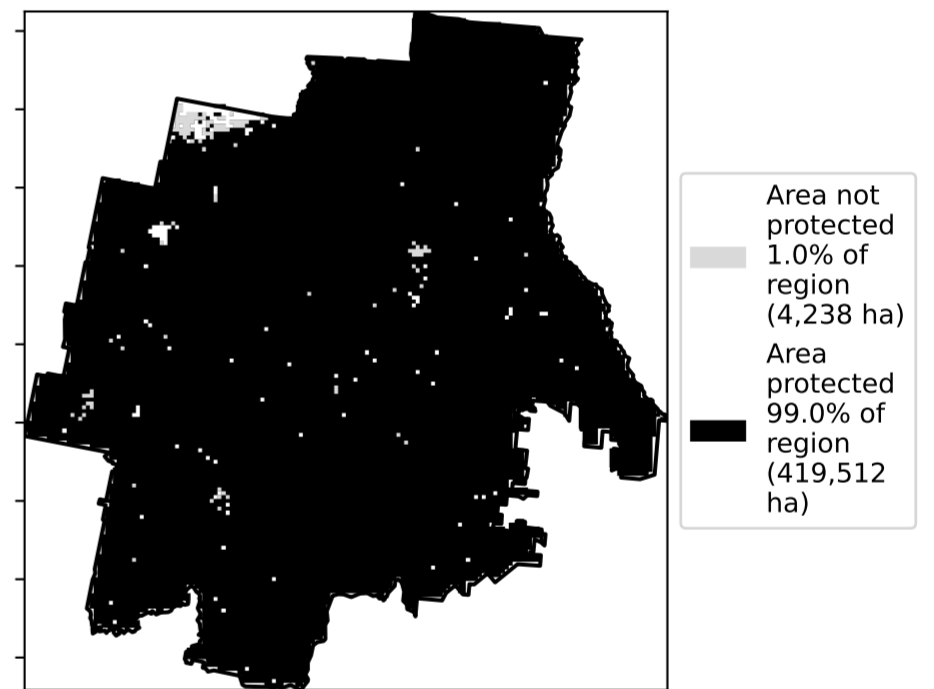 Area not
protected
1.0% of
region
(4,238 ha)
Area
protected
99.0% of
region
(419,512
ha)